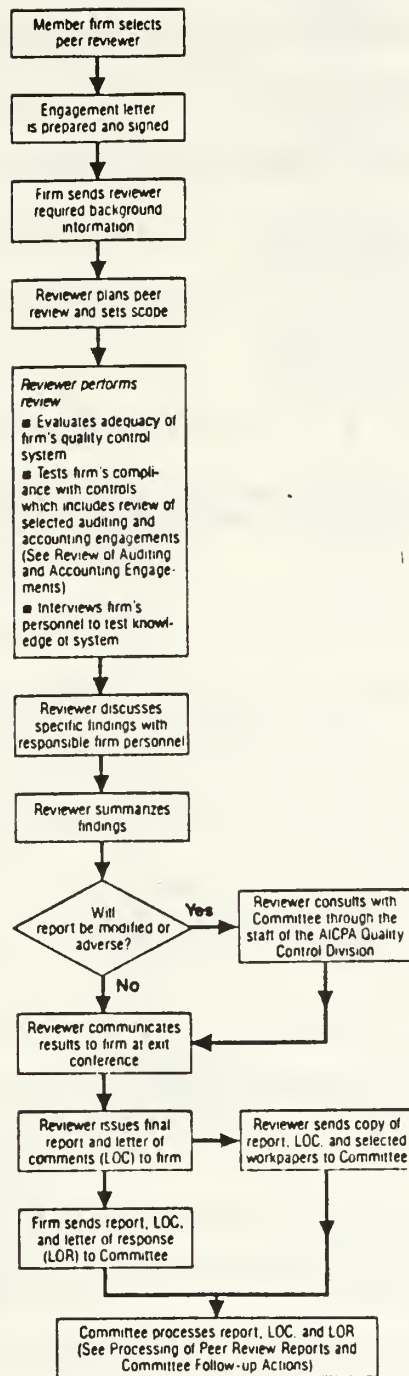 Member firm selects
peer reviewer
Engagement letter
is prepared and signed
Firm sends reviewer
required background
information
Reviewer plans peer
review and sets scope
Reviewer performs
review
■ Evaluates adequacy of
firm's quality control
system
■ Tests firm's compli-
ance with controls
which includes review of
selected auditing and
accounting engagements
(See Review of Auditing
and Accounting Engage-
ments)
■ Interviews firm's
personnel to test knowl-
edge of system
Reviewer discusses
specific findings with
responsible firm personnel
Reviewer summarizes
findings
Will
report be modified or
adverse?
Yes
Reviewer consults with
Committee through the
staff of the AICPA Quality
Control Division
No
Reviewer communicates
results to firm at exit
conference
Reviewer issues final
report and letter of
comments (LOC) to firm
Reviewer sends copy of
report, LOC, and selected
workpapers to Committee
Firm sends report, LOC,
and letter of response
(LOR) to Committee
Committee processes report, LOC, and LOR
(See Processing of Peer Review Reports and
Committee Follow-up Actions)